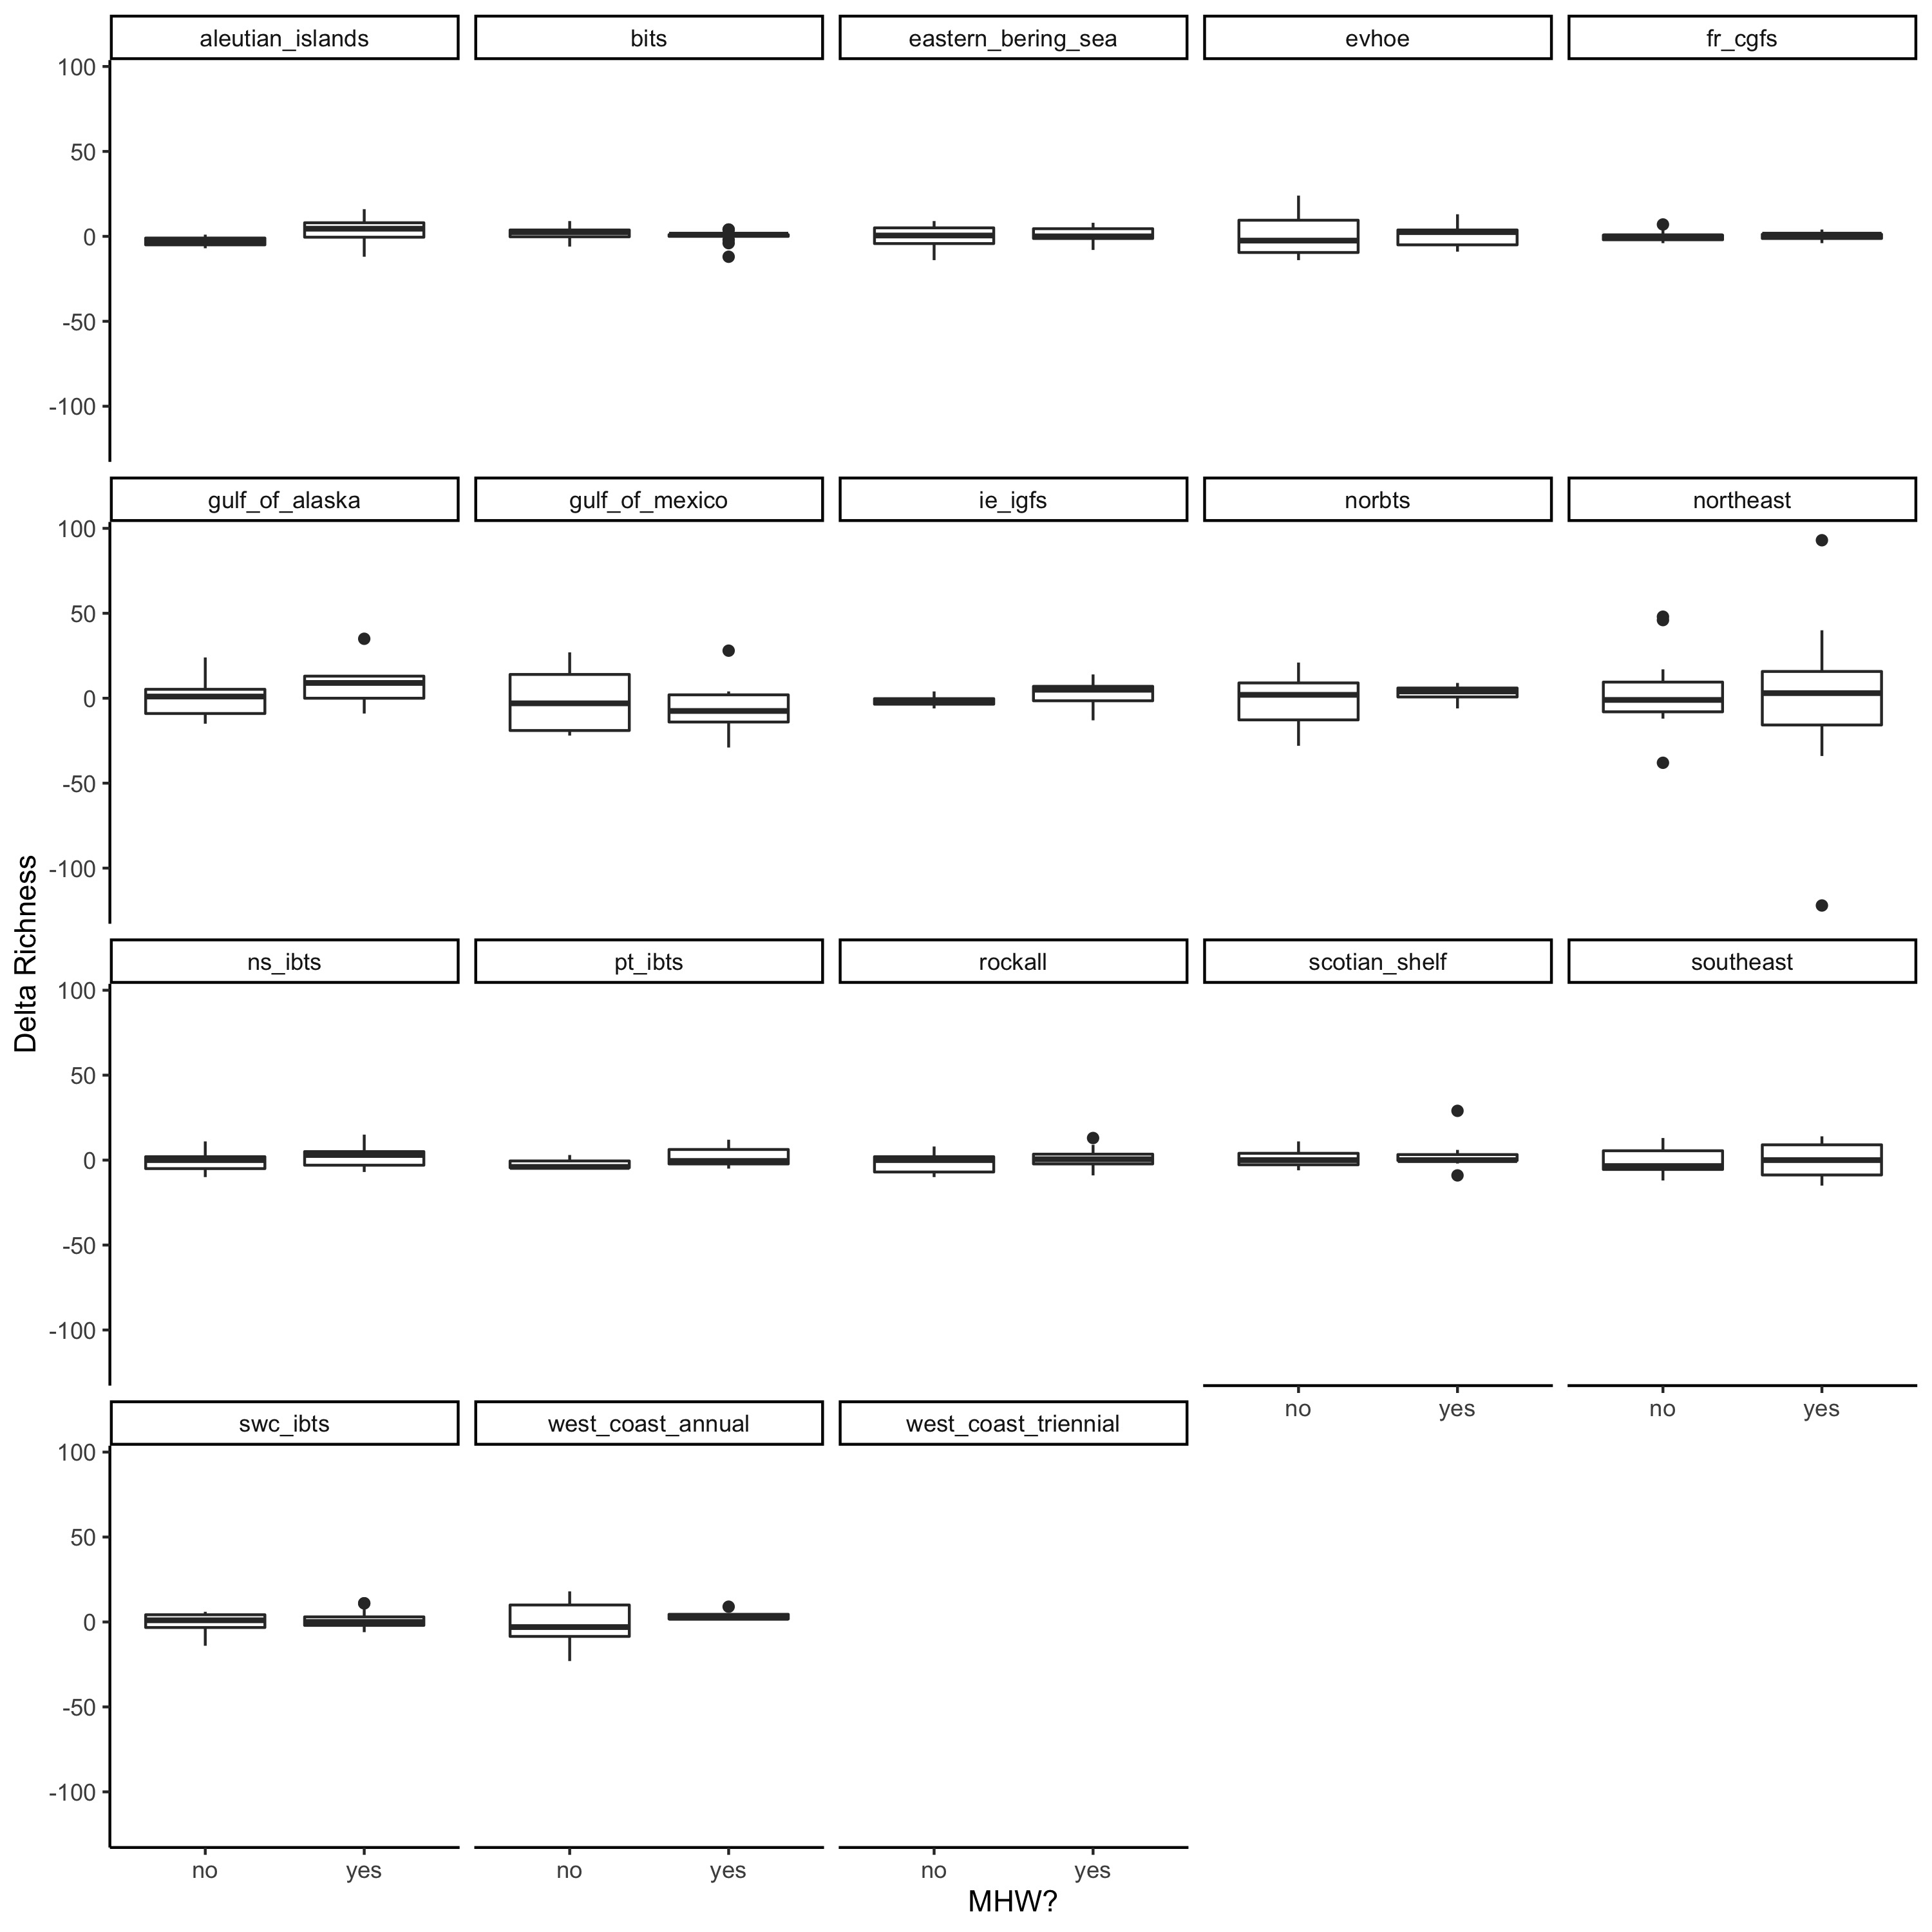 aleutian_islands bits eastern_bering_sea evhoe fr_cgfs
100
50
0
-50
-100
gulf_of_alaska gulf_of_mexico ie_igfs norbts northeast
100
50
0
-50
-100
Delta Richness
ns_ibts pt_ibts rockall scotian_shelf southeast
100
50
0
-50
-100
no yes no yes
swc_ibts west_coast_annual west_coast_triennial
100
50
0
-50
-100
no yes no yes no yes
MHW?